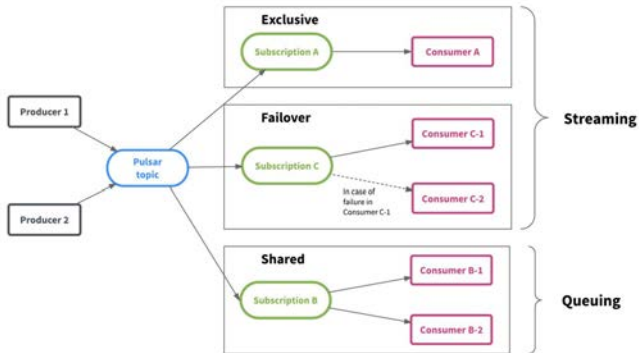 Exclusive
Subscription A
Consumer A
Producer 1
Streaming
Failover
Consumer C-1
Pulsar
topic
Subscription C
In case of
failure in
Consumer C-1
Consumer C-2
Producer 2
Shared
Consumer B-1
Subscription B
Queuing
Consumer B-2